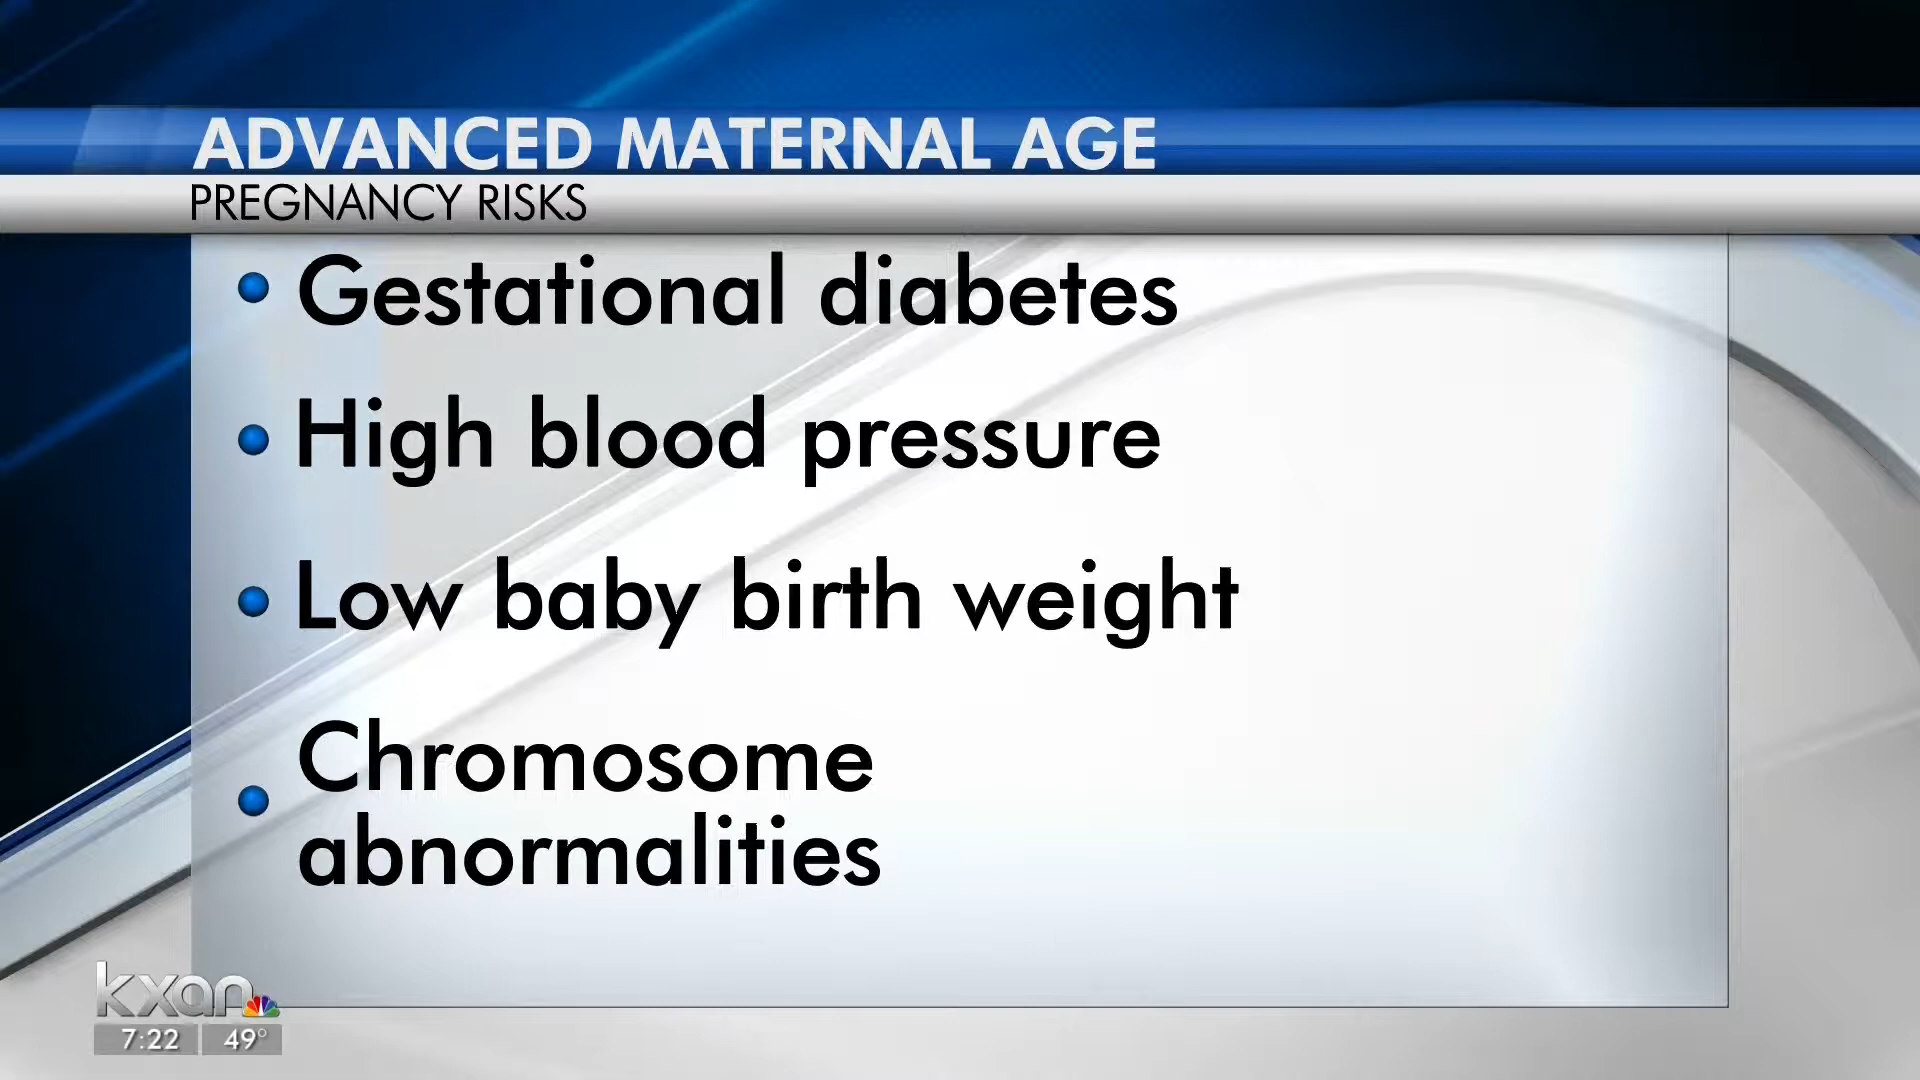 ADVANCED MATERNAL AGE
PREGNANCY RISKS
Gestational diabetes
High blood pressure
Low baby birth weight
Chromosome
abnormalities
kxan
7:22 49°